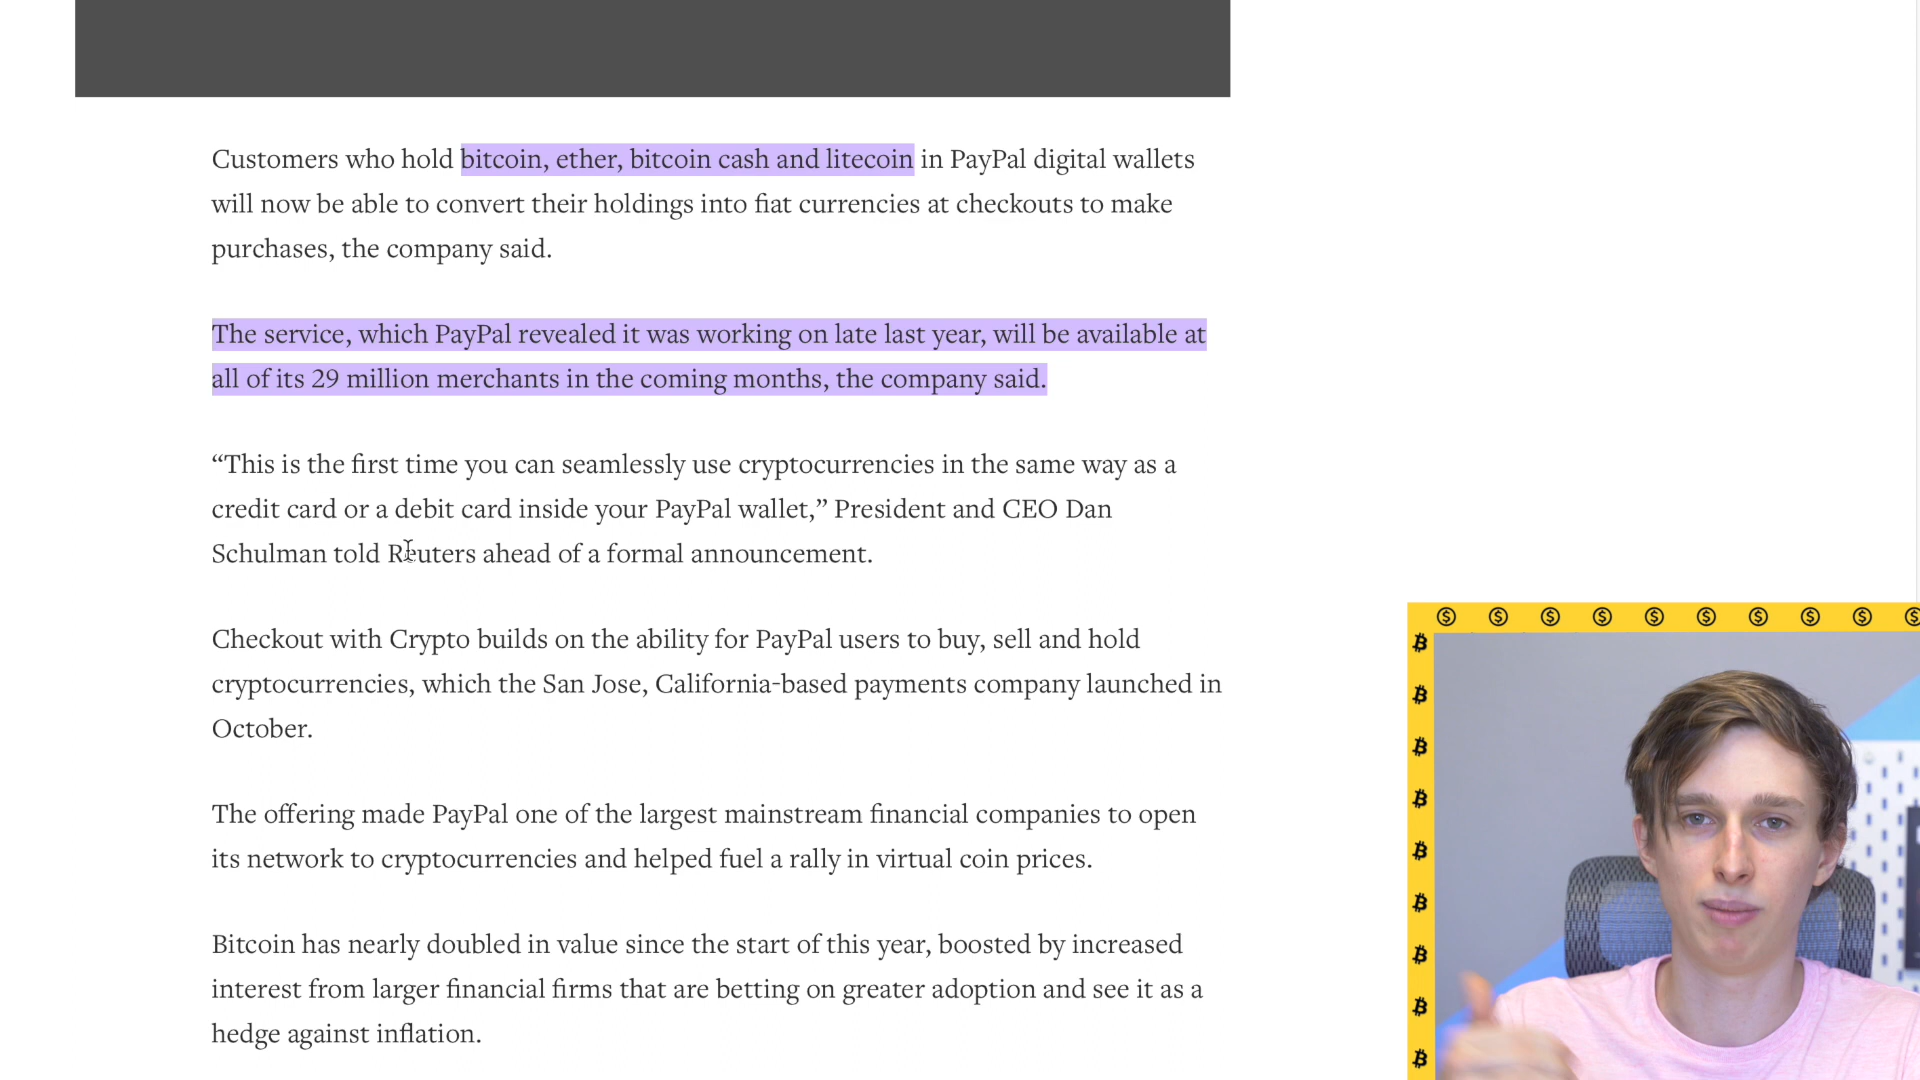 Customers who hold bitcoin, ether, bitcoin cash and litecoin in PayPal digital wallets
will now be able to convert their holdings into fiat currencies at checkouts to make
purchases, the company said.
The service, which PayPal revealed it was working on late last year, will be available at
all of its 29 million merchants in the coming months, the company said.
“This is the first time you can seamlessly use cryptocurrencies in the same way as a
credit card or a debit card inside your PayPal wallet,” President and CEO Dan
Schulman told Reuters ahead of a formal announcement.
Checkout with Crypto builds on the ability for PayPal users to buy, sell and hold
cryptocurrencies, which the San Jose, California-based payments company launched in
October.
The offering made PayPal one of the largest mainstream financial companies to open
its network to cryptocurrencies and helped fuel a rally in virtual coin prices.
Bitcoin has nearly doubled in value since the start of this year, boosted by increased
interest from larger financial firms that are betting on greater adoption and see it as a
hedge against inflation.